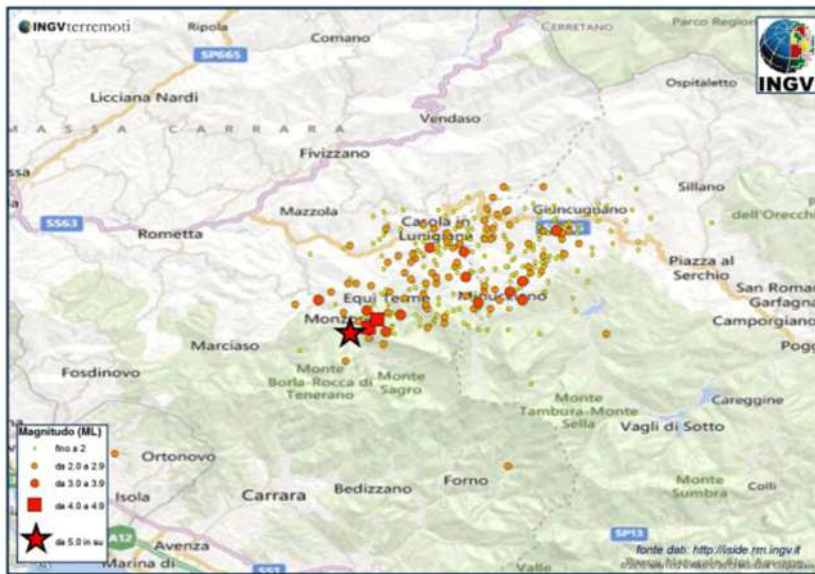 INGVterremoti
Ripola
SP665
Comano
CERRETANO
Parco Region
INGV
Ospitaletto
Licciana Nardi
MASSA CARRARA
Vendaso
Fivizzano
SS63
Rometta
Mazzola
Casola in
Lunigiana
Giuncugnano
Sillano
dell'Orecchi
Piazza al
Serchio
San Roman
Garfagna
Camporgiano
Pogg
Equi Terme
Minucciano
Monzone
Marciaso
Fosdinovo
Monte
Borla-Rocca di
Tenerano
Monte
Sagro
Monte
Tambura-Monte
Sella
Careggine
Vagli di Sotto
Magnitudo (ML)
fino a 2
da 2.0 a 2.9
da 3.0 a 3.9
da 4.0 a 4.9
da 5.0 in su
Ortonovo
Isola
Carrara
Bedizzano
Forno
Monte
Sumbra
Colli
A12
Avenza
Marina di
SS1
SP13
Valle
fonte dati: http://iside.rm.ingv.it